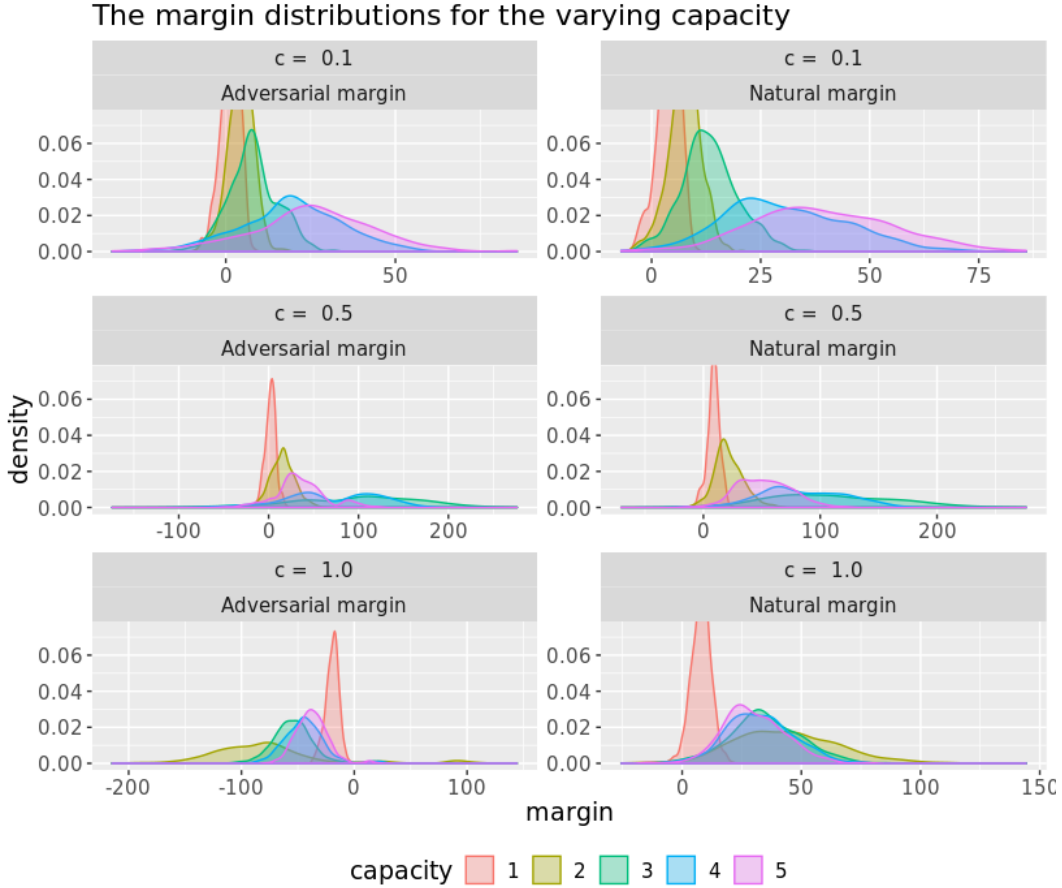 The margin distributions for the varying capacity
c = 0.1
Adversarial margin
c = 0.1
Natural margin
0.06
0.04
0.02
0.00
0 50
0.06
0.04
0.02
0.00
0 25 50 75
c = 0.5
Adversarial margin
c = 0.5
Natural margin
density
0.06
0.04
0.02
0.00
-100 0 100 200
0.06
0.04
0.02
0.00
0 100 200
c = 1.0
Adversarial margin
c = 1.0
Natural margin
0.06
0.04
0.02
0.00
-200 -100 0 100
0.06
0.04
0.02
0.00
0 50 100 150
margin
capacity 1 2 3 4 5